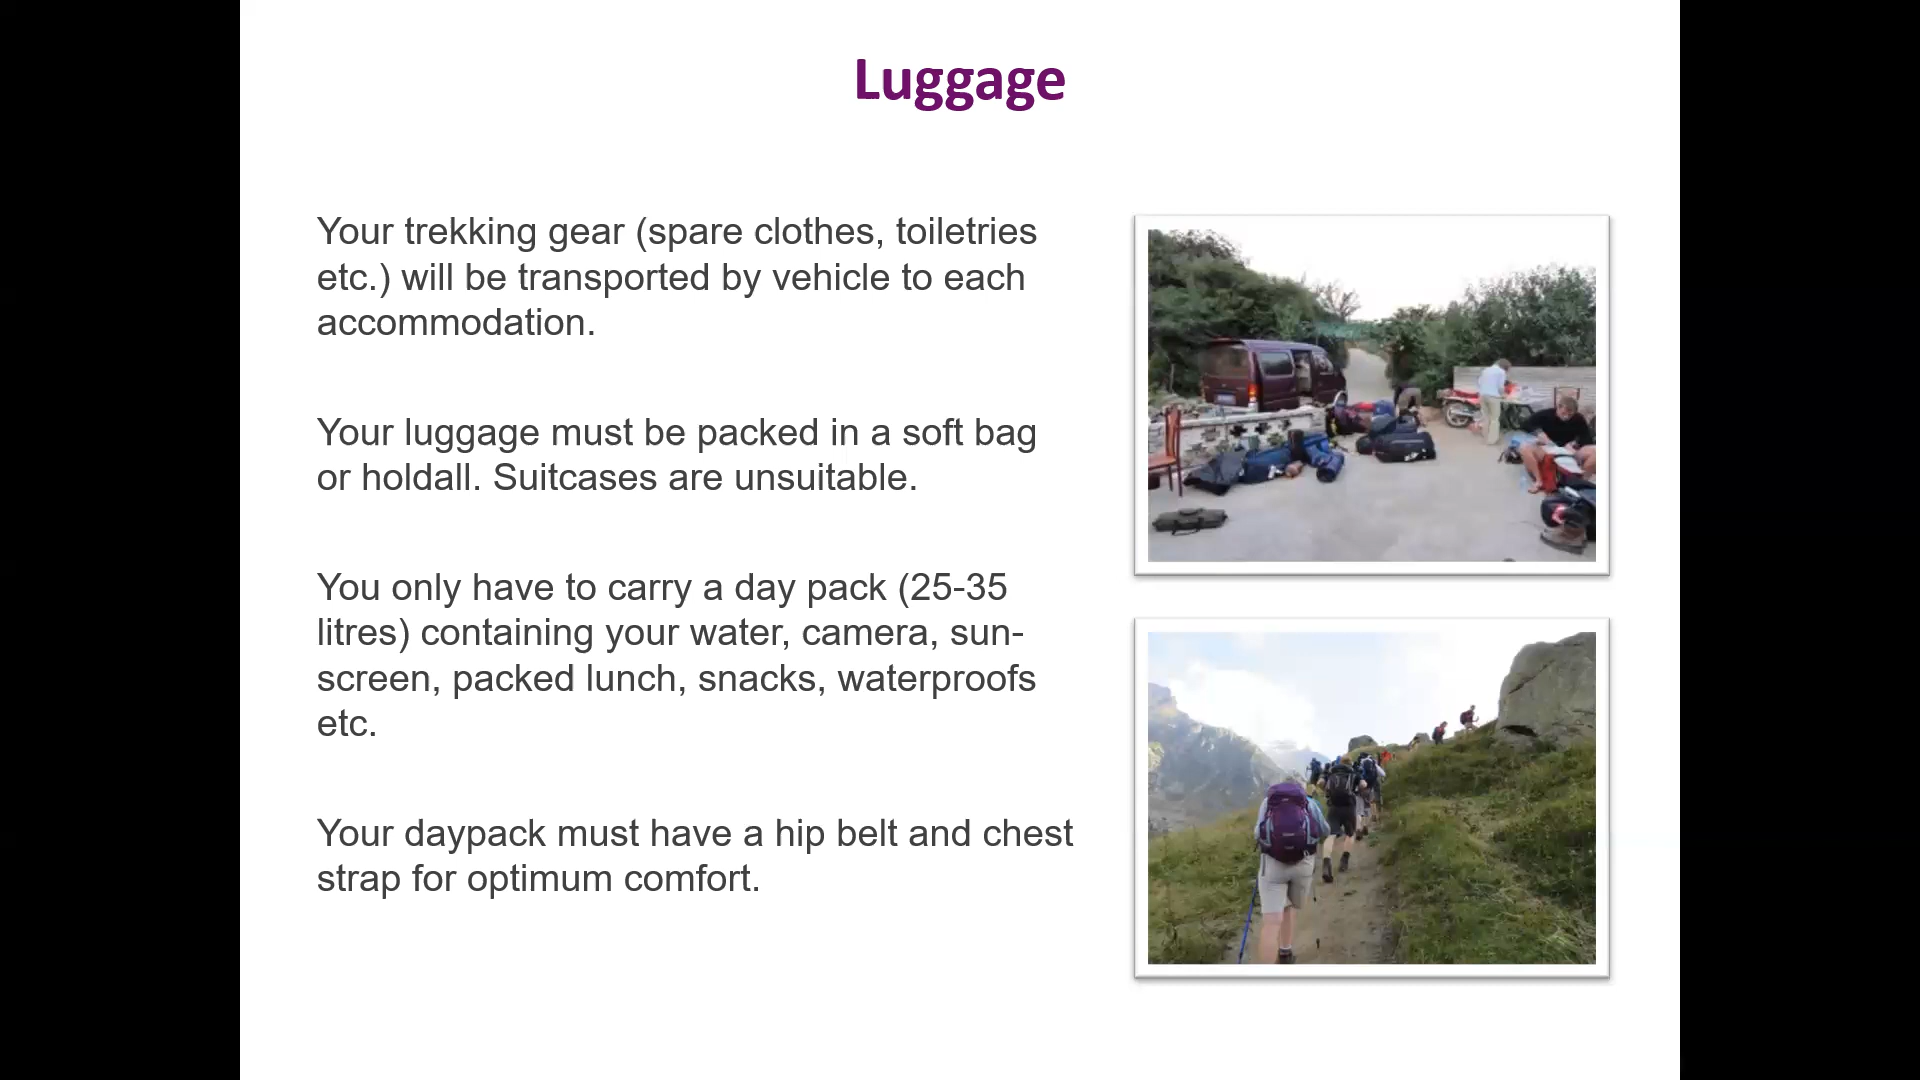 Luggage
Your trekking gear (spare clothes, toiletries
etc.) will be transported by vehicle to each
accommodation.
Your luggage must be packed in a soft bag
or holdall. Suitcases are unsuitable.
You only have to carry a day pack (25-35
litres) containing your water, camera, sun-
screen, packed lunch, snacks, waterproofs
etc.
Your daypack must have a hip belt and chest
strap for optimum comfort.